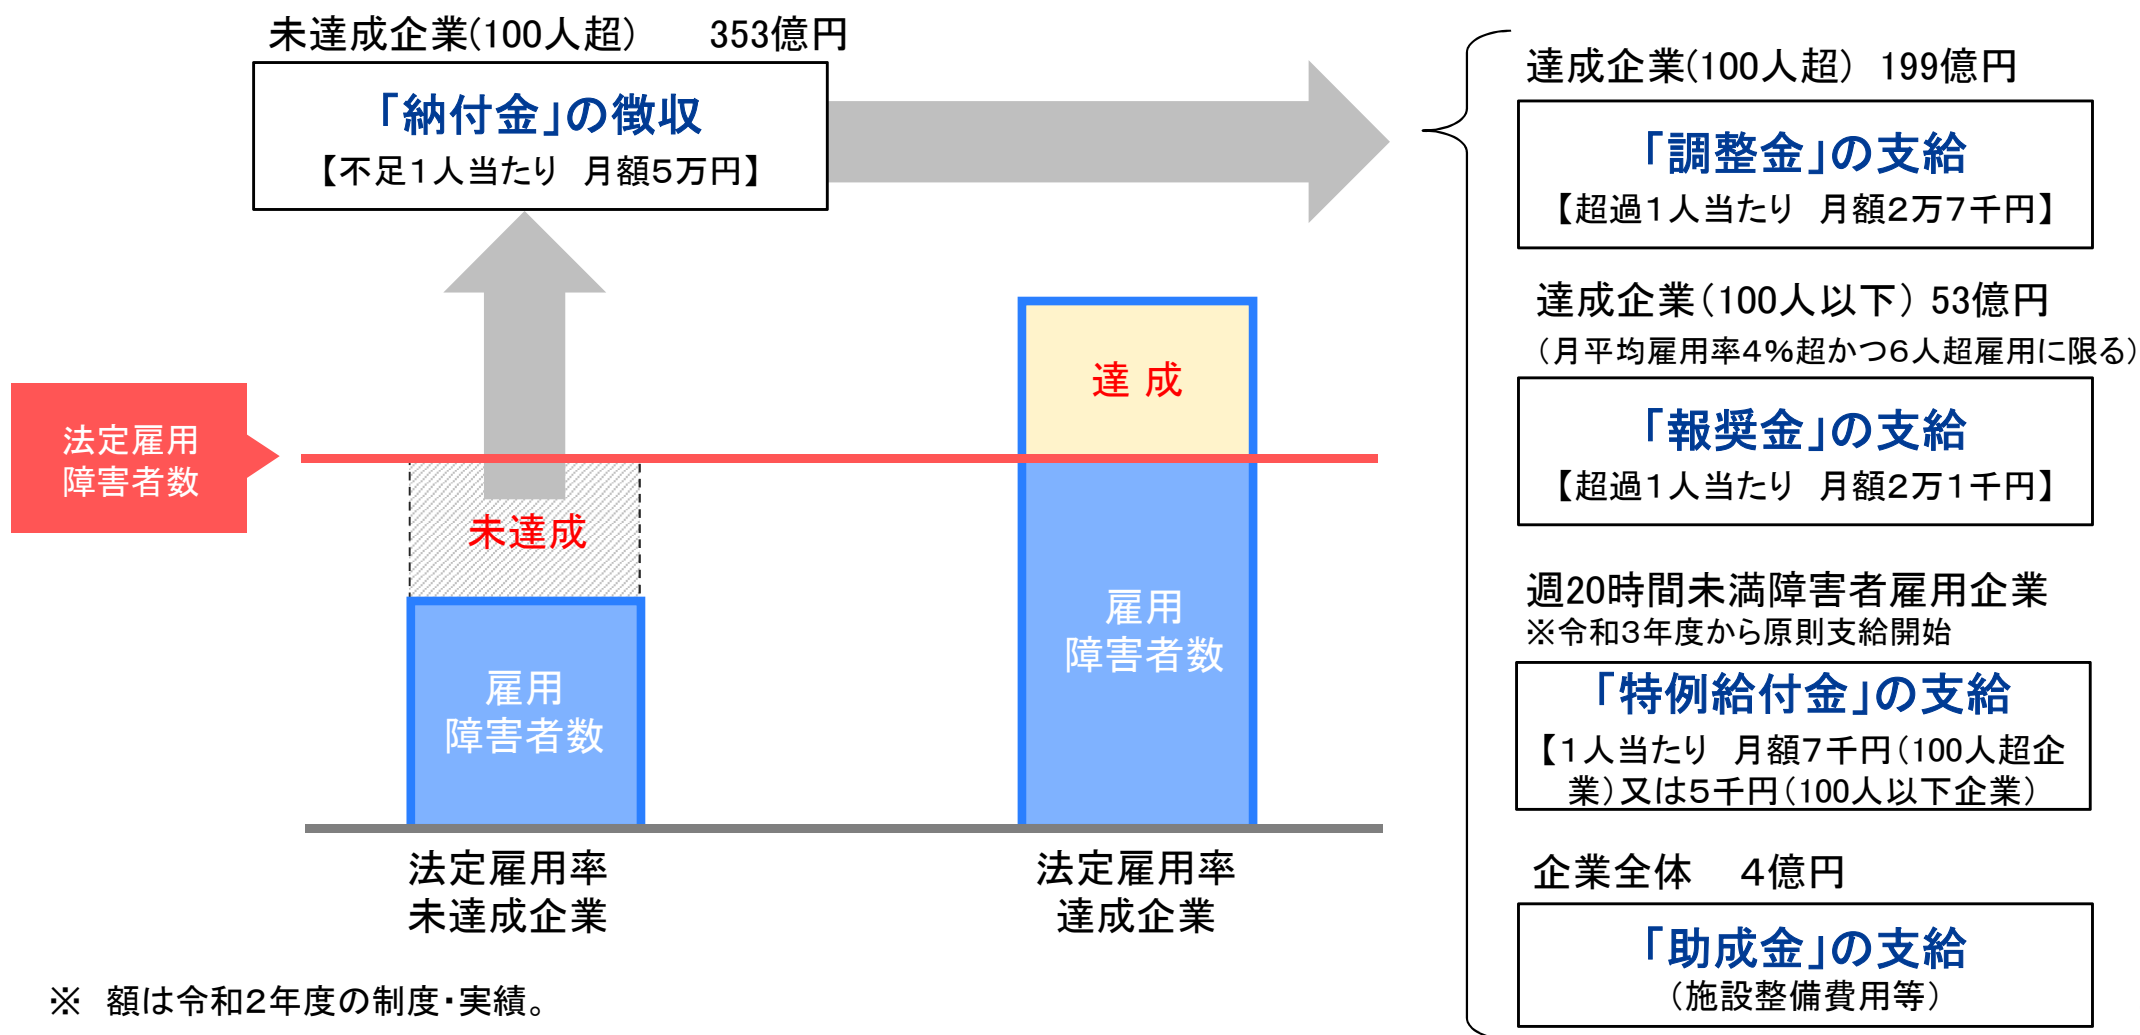 未達成企業(100人超)　353億円
「納付金」の徴収
【不足１人当たり　月額５万円】
達成企業(100人超)　199億円
「調整金」の支給
【超過１人当たり　月額２万７千円】
達成企業（100人以下）53億円
（月平均雇用率４％超かつ６人超雇用に限る）
「報奨金」の支給
【超過１人当たり　月額２万１千円】
週20時間未満障害者雇用企業
※令和３年度から原則支給開始
「特例給付金」の支給
【１人当たり　月額７千円（100人超企
業）又は５千円（100人以下企業）
企業全体　４億円
「助成金」の支給
（施設整備費用等）
法定雇用
障害者数
未達成
達 成
雇用
障害者数
雇用
障害者数
法定雇用率
未達成企業
法定雇用率
達成企業
※　額は令和２年度の制度・実績。